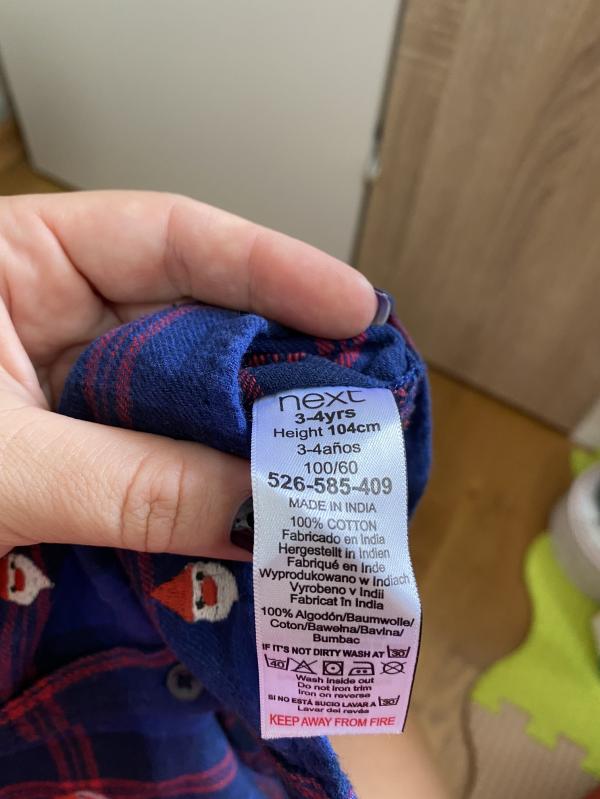 next
3-4yrs
Height 104cm
3-4años
100/60
526-585-409
MADE IN INDIA
100% COTTON
Fabricado en India
Hergestellt in Indien
Fabriqué en Inde
Wyprodukowano w Indiach
Vyrobeno v Indii
Fabricat în India
100% Algodón/Baumwolle/
Coton/Bawełna/Bavlna/
Bumbac
IF IT'S NOT DIRTY WASH AT 30
40
Wash inside out
Do not iron trim
Iron on reverse
SI NO ESTÁ SUCIO LAVAR A 30
Lavar del revés
KEEP AWAY FROM FIRE